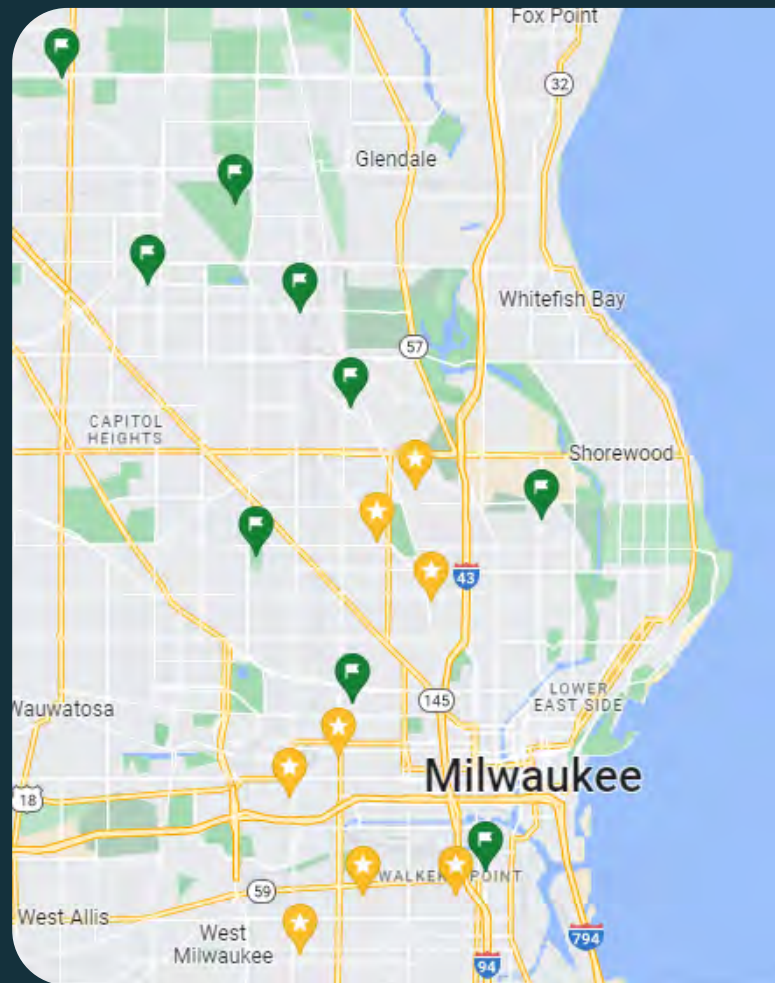 Fox Point
32
Glendale
Whitefish Bay
57
CAPITOL
HEIGHTS
Shorewood
43
145
LOWER
EAST SIDE
Milwaukee
18
WALKER
POINT
59
West Allis
West
Milwaukee
794
94